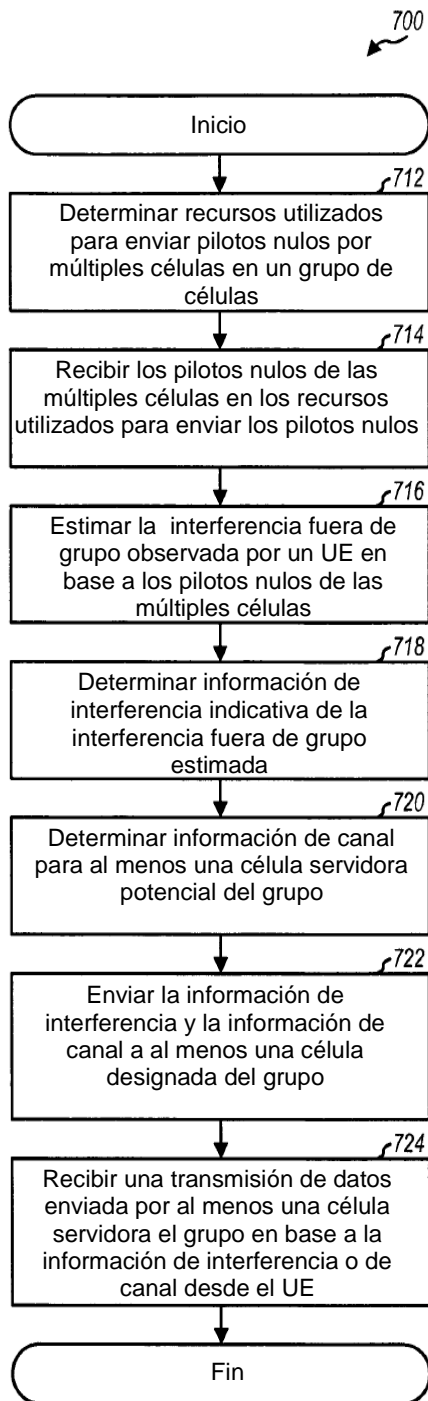 700
Inicio
712
Determinar recursos utilizados
para enviar pilotos nulos por
múltiples células en un grupo de
células
714
Recibir los pilotos nulos de las
múltiples células en los recursos
utilizados para enviar los pilotos nulos
716
Estimar la interferencia fuera de
grupo observada por un UE en
base a los pilotos nulos de las
múltiples células
718
Determinar información de
interferencia indicativa de la
interferencia fuera de grupo
estimada
720
Determinar información de canal
para al menos una célula servidora
potencial del grupo
722
Enviar la información de
interferencia y la información de
canal a al menos una célula
designada del grupo
724
Recibir una transmisión de datos
enviada por al menos una célula
servidora el grupo en base a la
información de interferencia o de
canal desde el UE
Fin